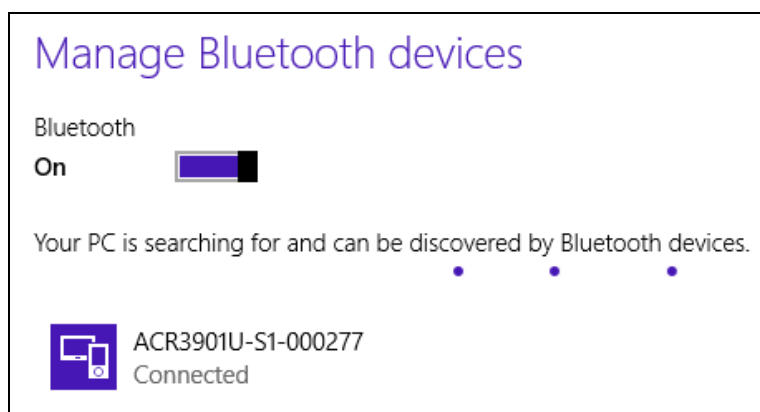 Manage Bluetooth devices
Bluetooth
On
Your PC is searching for and can be discovered by Bluetooth devices.
ACR3901U-S1-000277
Connected